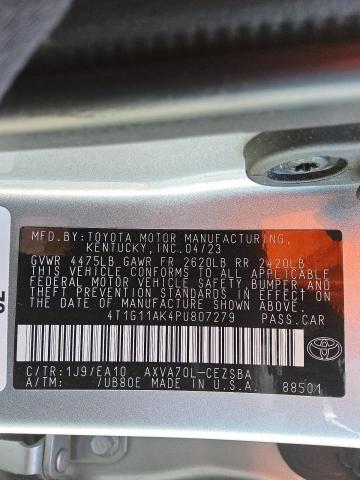 MFD.BY:TOYOTA MOTOR MANUFACTURING,
KENTUCKY,INC.04/23
GVWR 4475LB GAWR FR 2620LB RR 2420LB
THIS VEHICLE CONFORMS TO ALL APPLICABLE
FEDERAL MOTOR VEHICLE SAFETY,BUMPER,AND
THEFT PREVENTION STANDARDS IN EFFECT ON
THE DATE OF MANUFACTURE SHOWN ABOVE.
4T1G11AK4PU807279 PASS.CAR
C/TR:1J9/EA10 AXVA70L-CEZSBA
A/TM: /UB80E MADE IN U.S.A. 88501
TOYOTA